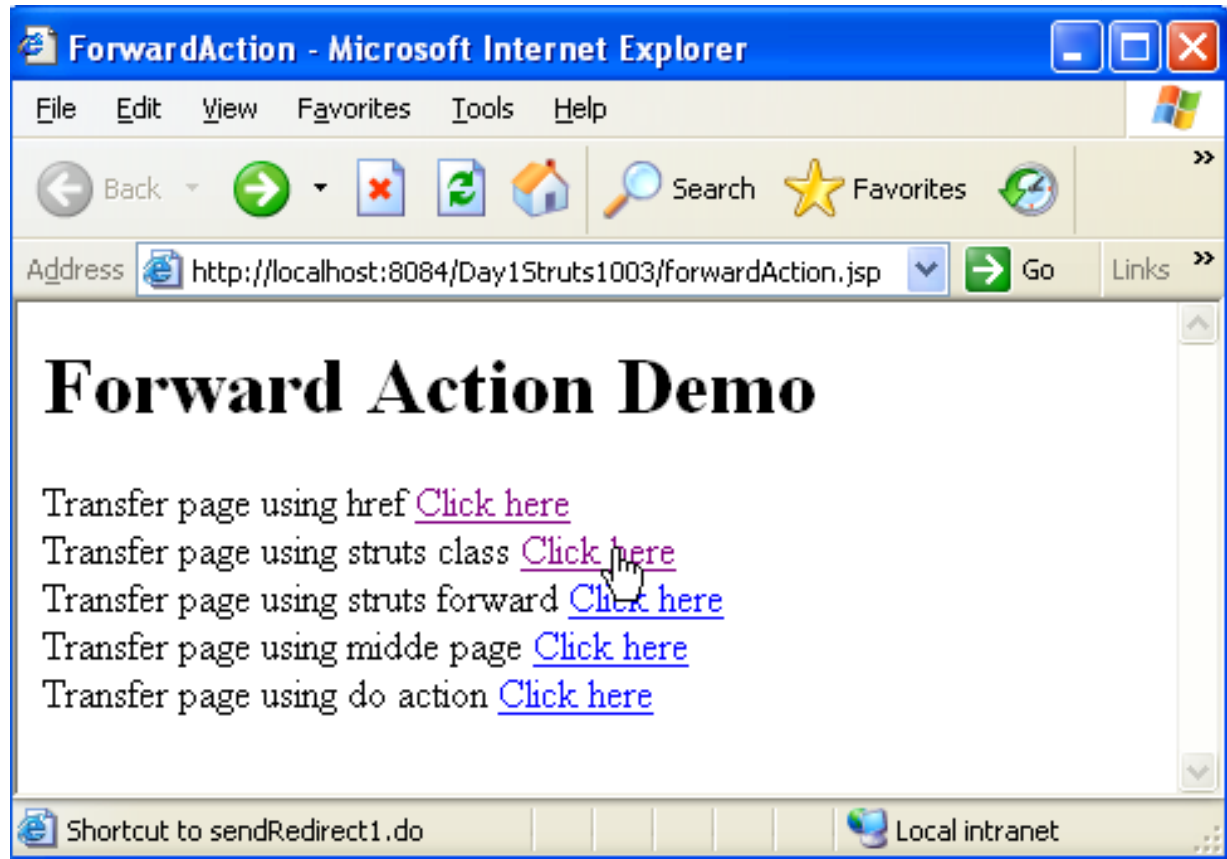 ForwardAction - Microsoft Internet Explorer
File Edit View Favorites Tools Help
Back Search Favorites »
Address http://localhost:8084/Day1Struts1003/forwardAction.jsp Go Links »
Forward Action Demo
Transfer page using href Click here
Transfer page using struts class Click here
Transfer page using struts forward Click here
Transfer page using midde page Click here
Transfer page using do action Click here
Shortcut to sendRedirect1.do Local intranet